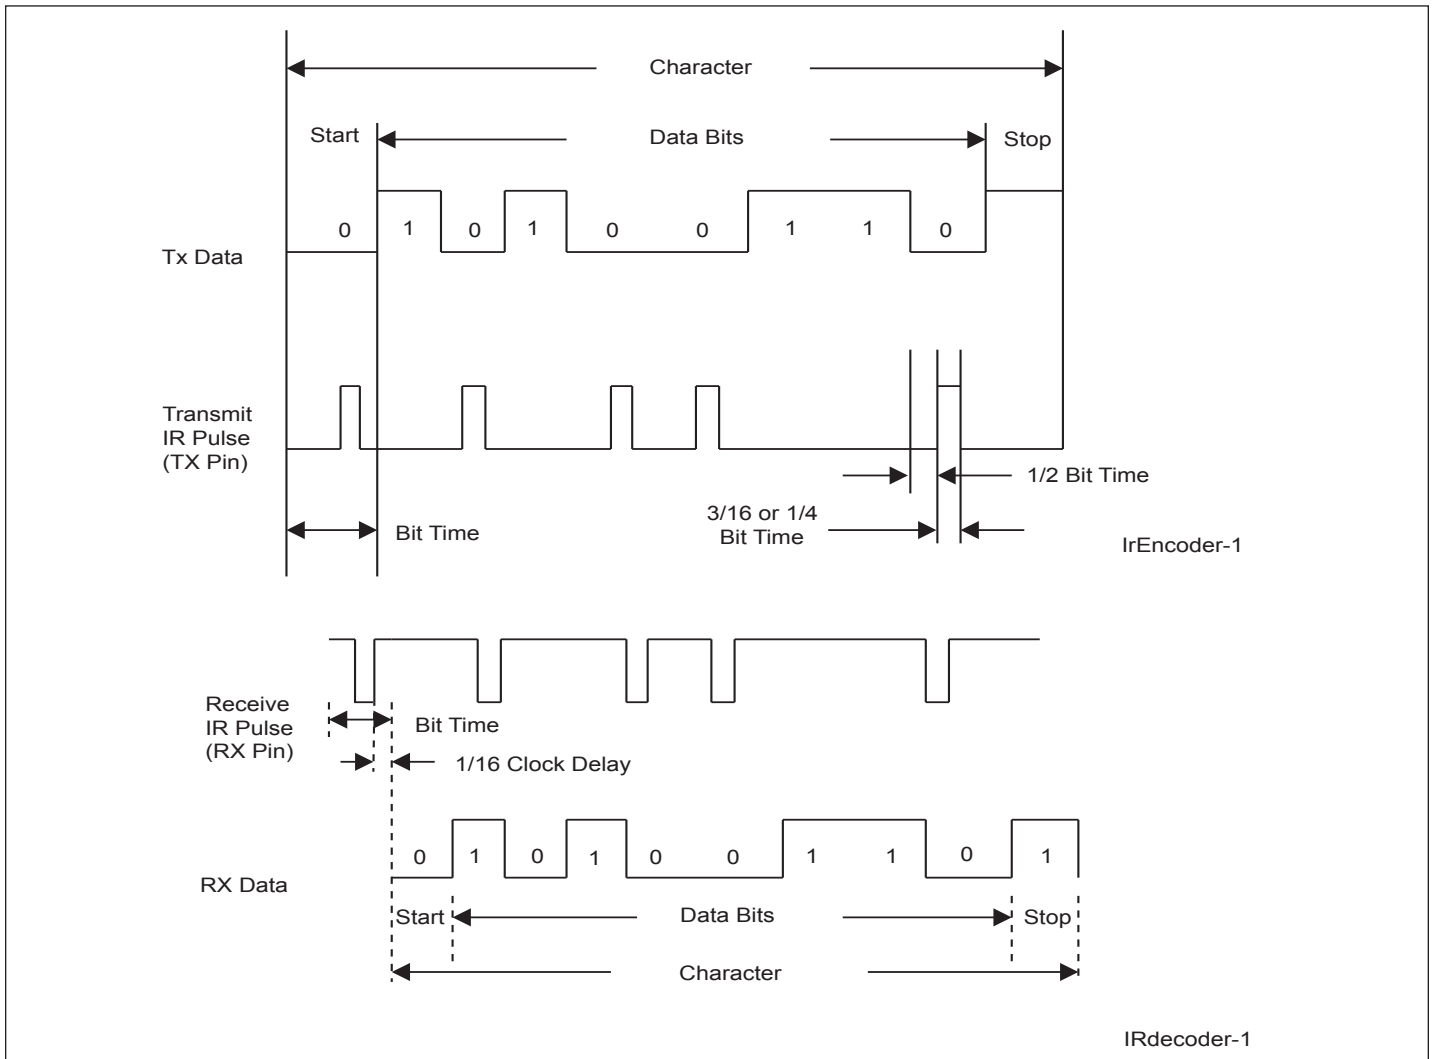 Character
Start
Data Bits
Stop
0 1 0 1 0 0 1 1 0
Tx Data
Transmit
IR Pulse
(TX Pin)
1/2 Bit Time
3/16 or 1/4
Bit Time
Bit Time
IrEncoder-1
Receive
IR Pulse
(RX Pin)
Bit Time
1/16 Clock Delay
0 1 0 1 0 0 1 1 0 1
RX Data
Start
Data Bits
Stop
Character
IRdecoder-1